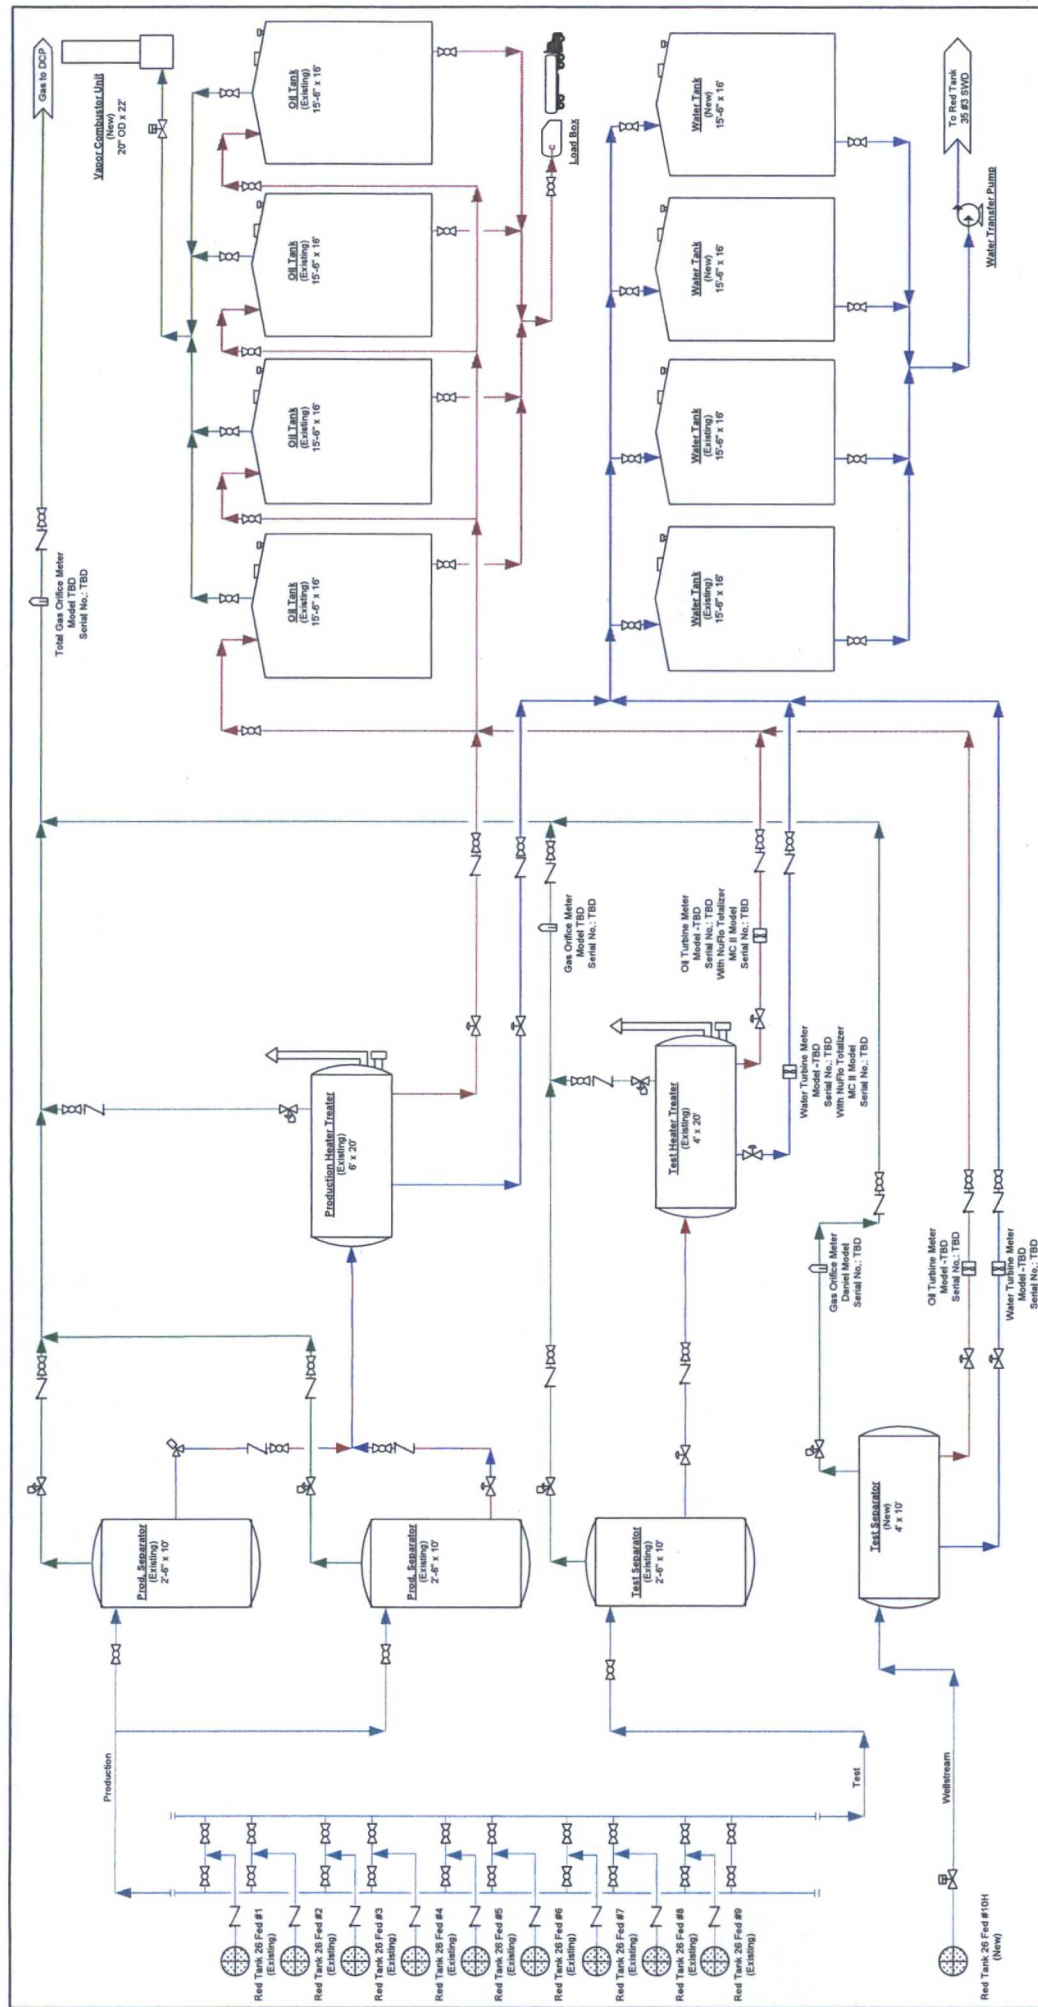 Gas to DCP
Vapor Combustor Unit
(New)
20" OD x 22'
Total Gas Orifice Meter
Model TBD
Serial No.: TBD
Oil Tank
(Existing)
15'-6" x 16'
Oil Tank
(Existing)
15'-6" x 16'
Oil Tank
(Existing)
15'-6" x 16'
Oil Tank
(Existing)
15'-6" x 16'
Load Box
Water Tank
(New)
15'-6" x 16'
Water Tank
(New)
15'-6" x 16'
Water Tank
(Existing)
15'-6" x 16'
Water Tank
(Existing)
15'-6" x 16'
To Red Tank
35 #3 SWD
Water Transfer Pump
Production Heater Treater
(Existing)
6' x 20'
Gas Orifice Meter
Model TBD
Serial No.: TBD
Test Heater Treater
(Existing)
4' x 20'
Oil Turbine Meter
Model -TBD
Serial No.: TBD
With NuFlo Totalizer
MC II Model
Serial No.: TBD
Water Turbine Meter
Model -TBD
Serial No.: TBD
With NuFlo Totalizer
MC II Model
Serial No.: TBD
Gas Orifice Meter
Daniel Model
Serial No.: TBD
Oil Turbine Meter
Model -TBD
Serial No.: TBD
Water Turbine Meter
Model -TBD
Serial No.: TBD
Prod. Separator
(Existing)
2'-6" x 10'
Prod. Separator
(Existing)
2'-6" x 10'
Test Separator
(Existing)
2'-6" x 10'
Test Separator
(New)
4' x 10'
Production
Test
Wellstream
Red Tank 26 Fed #1
(Existing)
Red Tank 26 Fed #2
(Existing)
Red Tank 26 Fed #3
(Existing)
Red Tank 26 Fed #4
(Existing)
Red Tank 26 Fed #5
(Existing)
Red Tank 26 Fed #6
(Existing)
Red Tank 26 Fed #7
(Existing)
Red Tank 26 Fed #8
(Existing)
Red Tank 26 Fed #9
(Existing)
Red Tank 26 Fed #10H
(New)